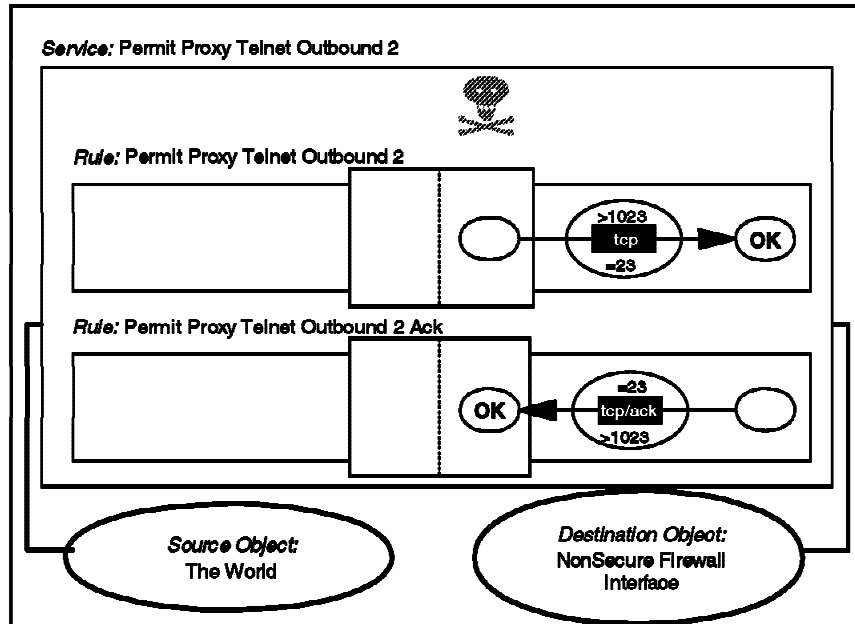 Service: Permit Proxy Telnet Outbound 2
Rule: Permit Proxy Telnet Outbound 2
>1023
tcp
=23
OK
Rule: Permit Proxy Telnet Outbound 2 Ack
OK
=23
tcp/ack
>1023
Source Object:
The World
Destination Object:
NonSecure Firewall
Interface